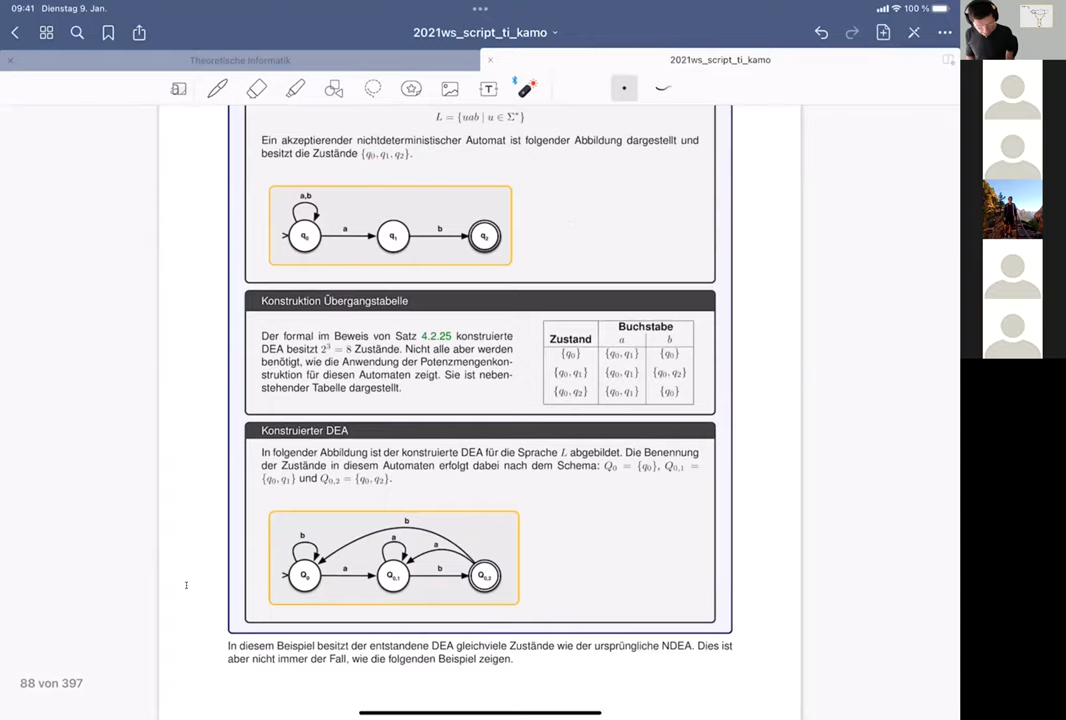 09:41 Dienstag 9. Jan.
100 %
2021ws_script_ti_kamo
Theoretische Informatik
2021ws_script_ti_kamo
L = {uab | u ∈ Σ*}
Ein akzeptierender nichtdeterministischer Automat ist folgender Abbildung dargestellt und
besitzt die Zustände {q₀, q₁, q₂}.
a,b
q₀ a q₁ b q₂
Konstruktion Übergangstabelle
Der formal im Beweis von Satz 4.2.25 konstruierte
DEA besitzt 2³ = 8 Zustände. Nicht alle aber werden
benötigt, wie die Anwendung der Potenzmengenkon-
struktion für diesen Automaten zeigt. Sie ist neben-
stehender Tabelle dargestellt.
Buchstabe
Zustand a b
{q₀} {q₀, q₁} {q₀}
{q₀, q₁} {q₀, q₁} {q₀, q₂}
{q₀, q₂} {q₀, q₁} {q₀}
Konstruierter DEA
In folgender Abbildung ist der konstruierte DEA für die Sprache L abgebildet. Die Benennung
der Zustände in diesem Automaten erfolgt dabei nach dem Schema: Q₀ = {q₀}, Q₀,₁ =
{q₀, q₁} und Q₀,₂ = {q₀, q₂}.
b
b a a
Q₀ a Q₀,₁ b Q₀,₂
In diesem Beispiel besitzt der entstandene DEA gleichviele Zustände wie der ursprüngliche NDEA. Dies ist
aber nicht immer der Fall, wie die folgenden Beispiel zeigen.
88 von 397